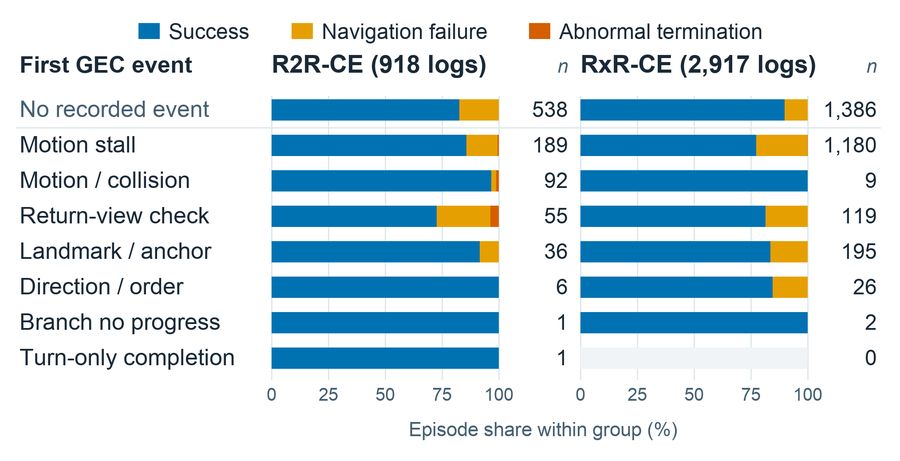 Success Navigation failure Abnormal termination
First GEC event R2R-CE (918 logs) n RxR-CE (2,917 logs) n
No recorded event 538 1,386
Motion stall 189 1,180
Motion / collision 92 9
Return-view check 55 119
Landmark / anchor 36 195
Direction / order 6 26
Branch no progress 1 2
Turn-only completion 1 0
0 25 50 75 100 0 25 50 75 100
Episode share within group (%)